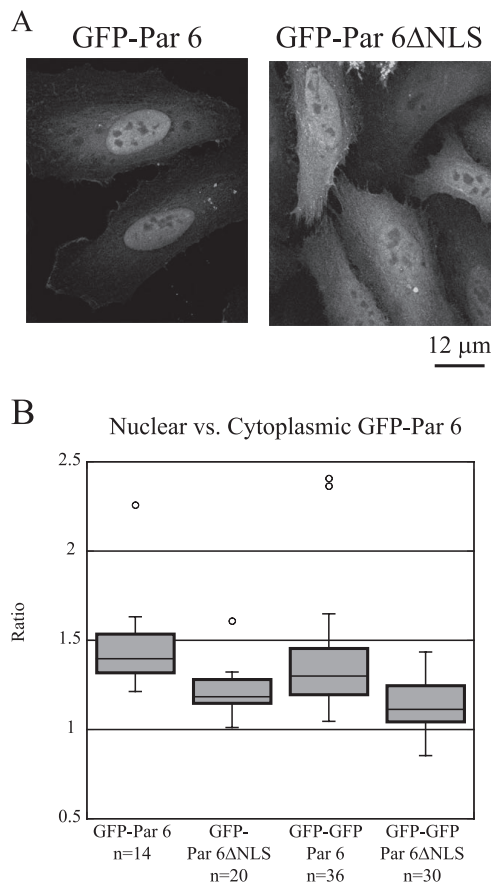 A
GFP-Par 6
GFP-Par 6ΔNLS
12 μm
B
Nuclear vs. Cytoplasmic GFP-Par 6
2.5
2
1.5
1
0.5
Ratio
GFP-Par 6
n=14
GFP-
Par 6ΔNLS
n=20
GFP-GFP
Par 6
n=36
GFP-GFP
Par 6ΔNLS
n=30